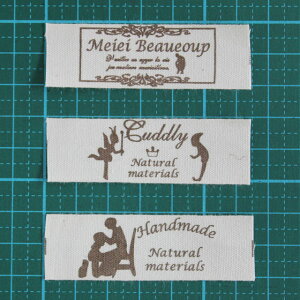 Meiei Beaueoup
Cuddly
Natural
materials
Handmade
Natural
materials